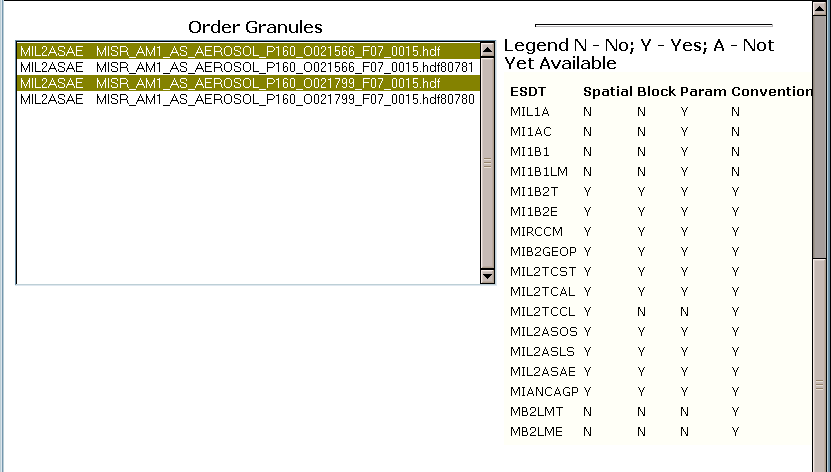 Order Granules
MIL2ASAE MISR_AM1_AS_AEROSOL_P160_O021566_F07_0015.hdf
MIL2ASAE MISR_AM1_AS_AEROSOL_P160_O021566_F07_0015.hdf80781
MIL2ASAE MISR_AM1_AS_AEROSOL_P160_O021799_F07_0015.hdf
MIL2ASAE MISR_AM1_AS_AEROSOL_P160_O021799_F07_0015.hdf80780
Legend N - No; Y - Yes; A - Not
Yet Available
ESDT Spatial Block Param Convention
MIL1A N N Y N
MI1AC N N Y N
MI1B1 N N Y N
MI1B1LM N N Y N
MI1B2T Y Y Y Y
MI1B2E Y Y Y Y
MIRCCM Y Y Y Y
MIB2GEOP Y Y Y Y
MIL2TCST Y Y Y Y
MIL2TCAL Y Y Y Y
MIL2TCCL Y N N Y
MIL2ASOS Y Y Y Y
MIL2ASLS Y Y Y Y
MIL2ASAE Y Y Y Y
MIANCAGP Y Y Y Y
MB2LMT N N N Y
MB2LME N N N Y